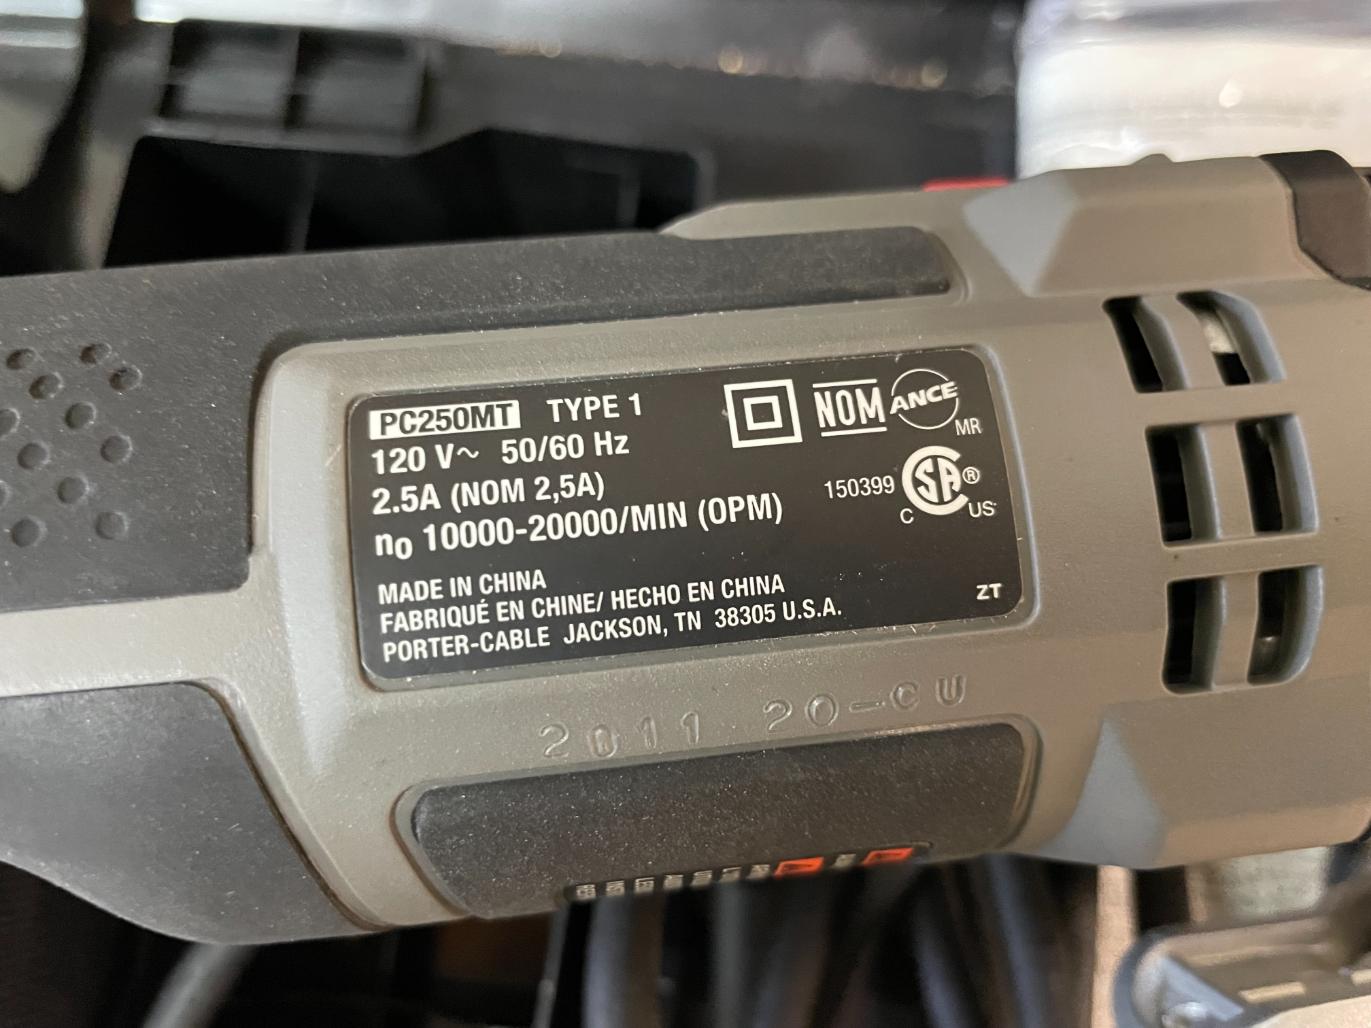 PC250MT TYPE 1
120 V~ 50/60 Hz
2.5A (NOM 2,5A)
no 10000-20000/MIN (OPM)
MADE IN CHINA
FABRIQUÉ EN CHINE/ HECHO EN CHINA
PORTER-CABLE JACKSON, TN 38305 U.S.A.
NOM ANCE
MR
150399 SA ®
C US
ZT
2011 20-CU